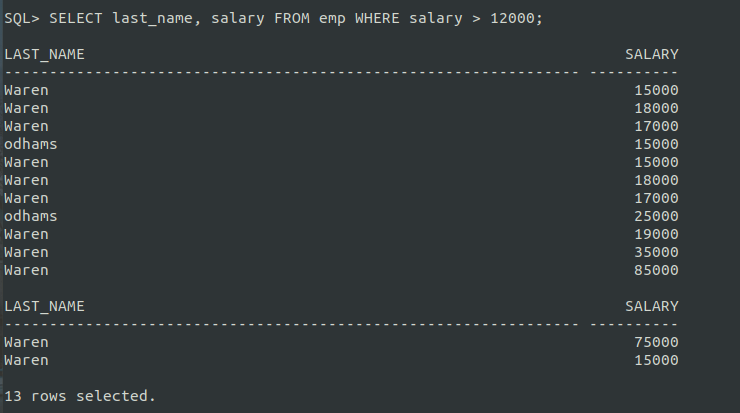 SQL> SELECT last_name, salary FROM emp WHERE salary > 12000;
LAST_NAME SALARY
---------------------------------------------------------------- ----------
Waren 15000
Waren 18000
Waren 17000
odhams 15000
Waren 15000
Waren 18000
Waren 17000
odhams 25000
Waren 19000
Waren 35000
Waren 85000
LAST_NAME SALARY
---------------------------------------------------------------- ----------
Waren 75000
Waren 15000
13 rows selected.